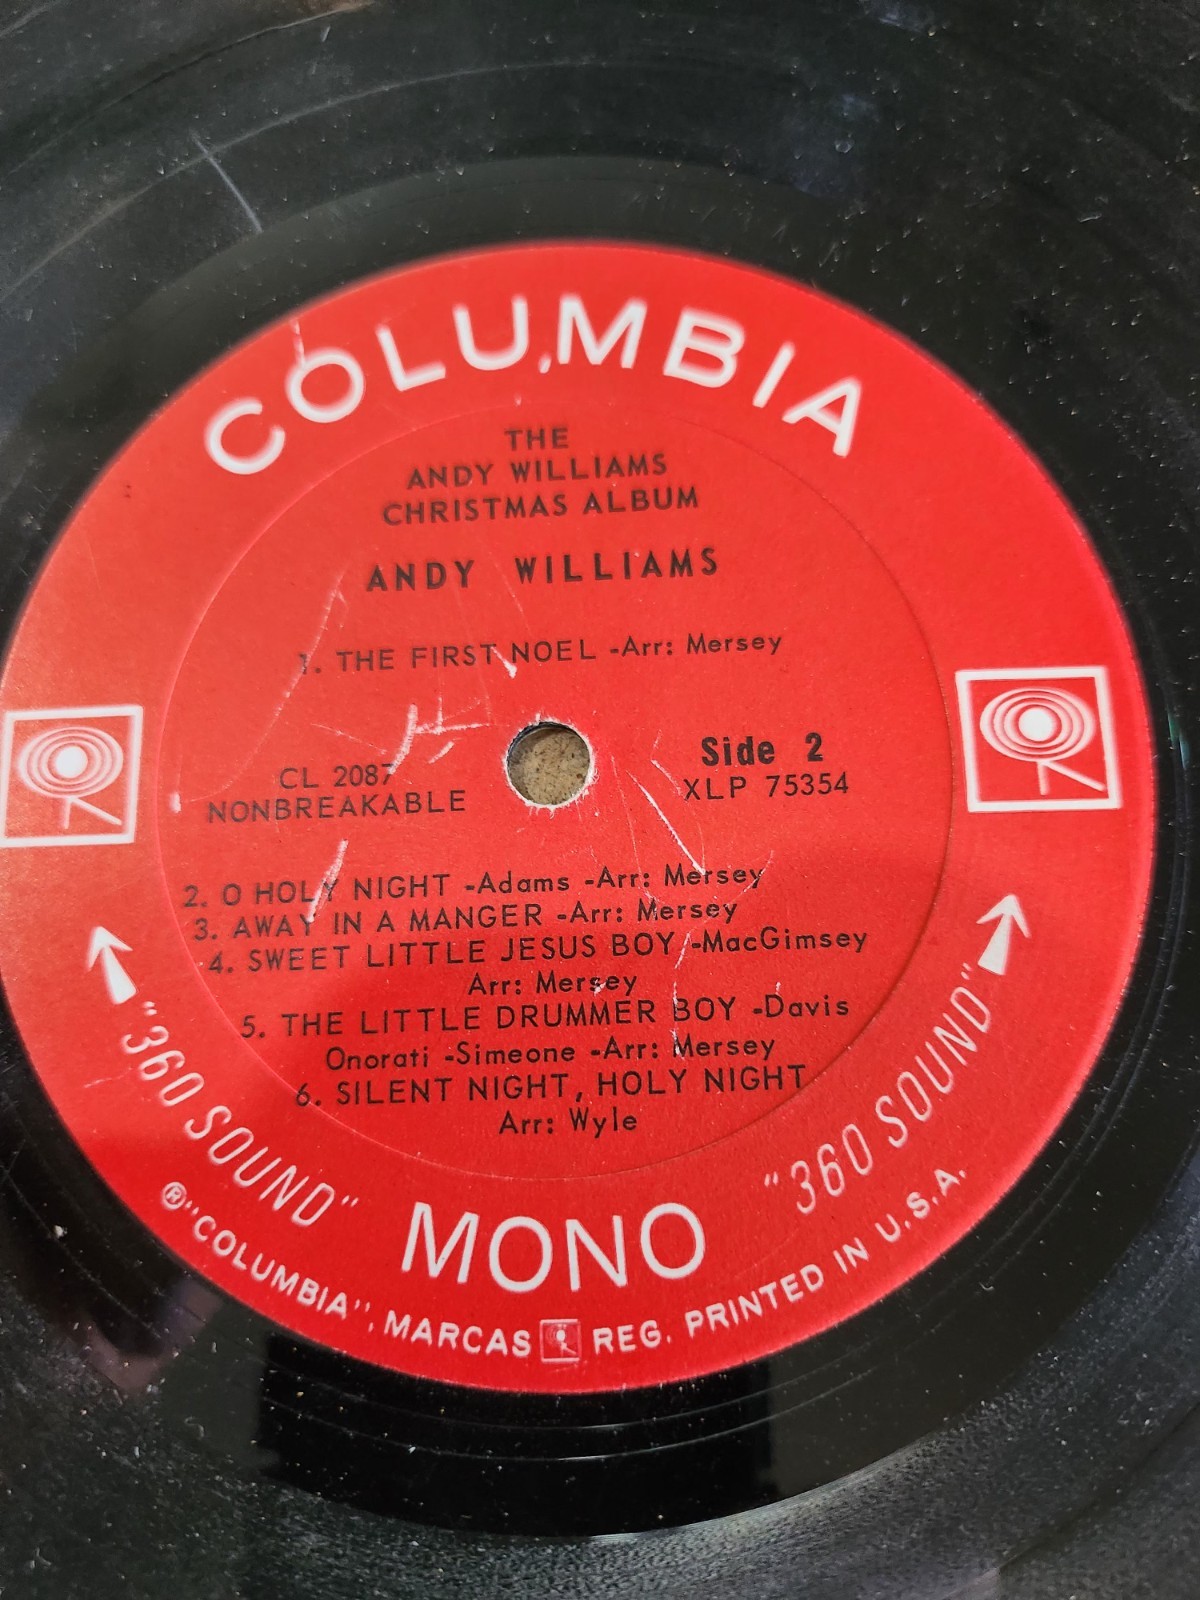 COLUMBIA
THE
ANDY WILLIAMS
CHRISTMAS ALBUM
ANDY WILLIAMS
1. THE FIRST NOEL -Arr: Mersey
CL 2087
NONBREAKABLE
Side 2
XLP 75354
2. O HOLY NIGHT -Adams -Arr: Mersey
3. AWAY IN A MANGER -Arr: Mersey
4. SWEET LITTLE JESUS BOY -MacGimsey
Arr: Mersey
5. THE LITTLE DRUMMER BOY -Davis
Onorati -Simeone -Arr: Mersey
6. SILENT NIGHT, HOLY NIGHT
Arr: Wyle
"360 SOUND"
MONO
"360 SOUND"
® "COLUMBIA", MARCAS REG. PRINTED IN U.S.A.